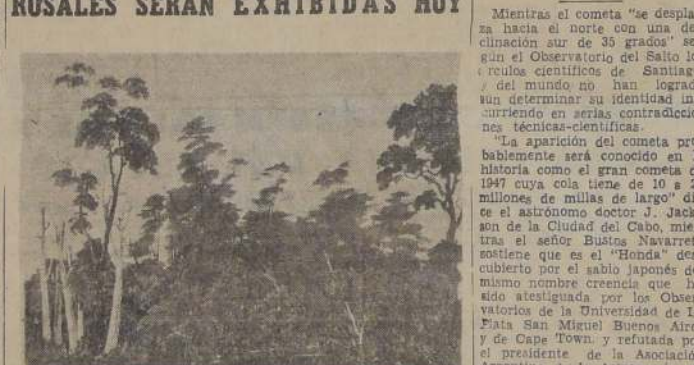 ROSALES SERAN EXHIBIDAS HOY
Mientras el cometa "se despla
za hacia el norte con una de
clinación sur de 35 grados" se
gún el Observatorio del Salto lo
rculos científicos de Santiag
y del mundo no han lograd
aún determinar su identidad in
curriendo en serias contradiccio
nes técnicas-científicas.
"La aparición del cometa pro
bablemente será conocido en
historia como el gran cometa d
1947 cuya cola tiene de 10 a
millones de millas de largo" di
ce el astrónomo doctor J. Jack
son de la Ciudad del Cabo, mie
tras el señor Bustos Navarret
sostiene que es el "Honda" des
cubierto por el sabio japonés de
mismo nombre creencia que h
sido atestiguada por los Obser
vatorios de la Universidad de L
Plata San Miguel Buenos Aire
y de Cape Town. y refutada po
el presidente de la Asociació